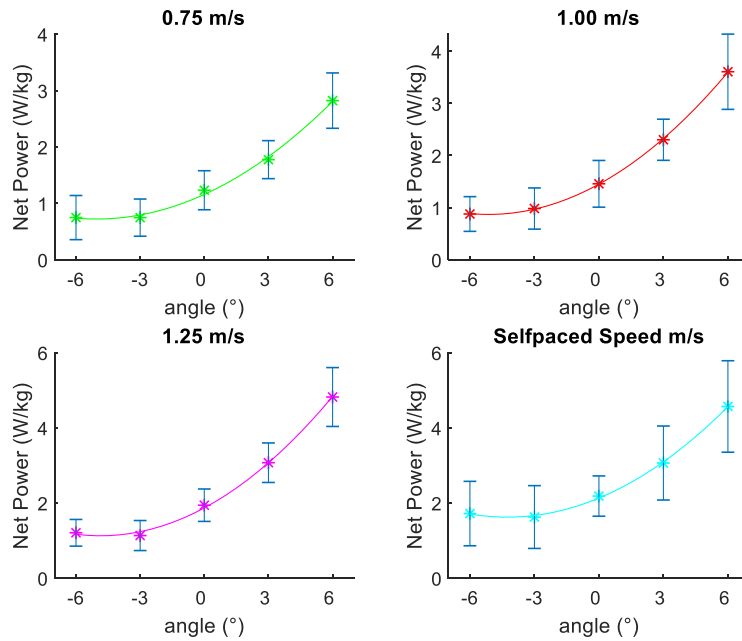 0.75 m/s
Net Power (W/kg)
4
3
2
1
0
-6 -3 0 3 6
angle (°)
1.00 m/s
Net Power (W/kg)
4
3
2
1
0
-6 -3 0 3 6
angle (°)
1.25 m/s
Net Power (W/kg)
6
4
2
0
-6 -3 0 3 6
angle (°)
Selfpaced Speed m/s
Net Power (W/kg)
6
4
2
0
-6 -3 0 3 6
angle (°)